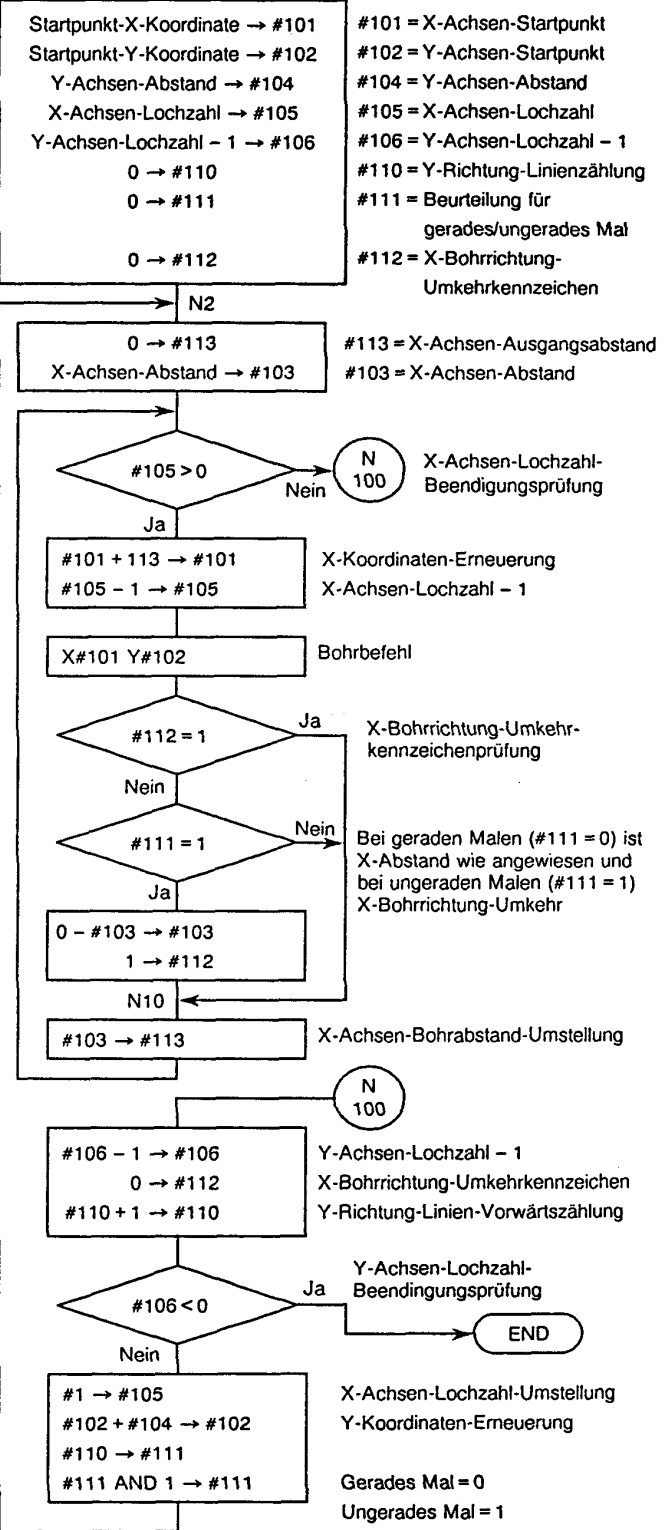 Startpunkt-X-Koordinate → #101 #101 = X-Achsen-Startpunkt
Startpunkt-Y-Koordinate → #102 #102 = Y-Achsen-Startpunkt
Y-Achsen-Abstand → #104 #104 = Y-Achsen-Abstand
X-Achsen-Lochzahl → #105 #105 = X-Achsen-Lochzahl
Y-Achsen-Lochzahl – 1 → #106 #106 = Y-Achsen-Lochzahl – 1
0 → #110 #110 = Y-Richtung-Linienzählung
0 → #111 #111 = Beurteilung für
gerades/ungerades Mal
0 → #112 #112 = X-Bohrrichtung-
Umkehrkennzeichen
N2
0 → #113 #113 = X-Achsen-Ausgangsabstand
X-Achsen-Abstand → #103 #103 = X-Achsen-Abstand
#105 > 0 Nein N 100 X-Achsen-Lochzahl-
Beendigungsprüfung
Ja
#101 + 113 → #101 X-Koordinaten-Erneuerung
#105 – 1 → #105 X-Achsen-Lochzahl – 1
X#101 Y#102 Bohrbefehl
#112 = 1 Ja X-Bohrrichtung-Umkehr-
kennzeichenprüfung
Nein
#111 = 1 Nein Bei geraden Malen (#111 = 0) ist
X-Abstand wie angewiesen und
bei ungeraden Malen (#111 = 1)
X-Bohrrichtung-Umkehr
Ja
0 – #103 → #103
1 → #112
N10
#103 → #113 X-Achsen-Bohrabstand-Umstellung
N
100
#106 – 1 → #106 Y-Achsen-Lochzahl – 1
0 → #112 X-Bohrrichtung-Umkehrkennzeichen
#110 + 1 → #110 Y-Richtung-Linien-Vorwärtszählung
Y-Achsen-Lochzahl-
Beendingungsprüfung
#106 < 0 Ja END
Nein
#1 → #105 X-Achsen-Lochzahl-Umstellung
#102 + #104 → #102 Y-Koordinaten-Erneuerung
#110 → #111
#111 AND 1 → #111 Gerades Mal = 0
Ungerades Mal = 1